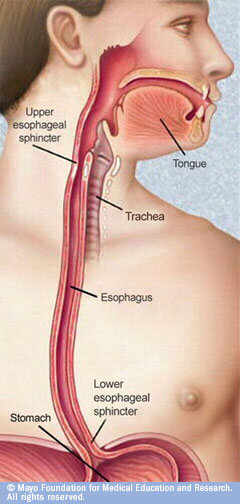 Upper
esophageal
sphincter
Tongue
Trachea
Esophagus
Lower
esophageal
sphincter
Stomach
© Mayo Foundation for Medical Education and Research.
All rights reserved.